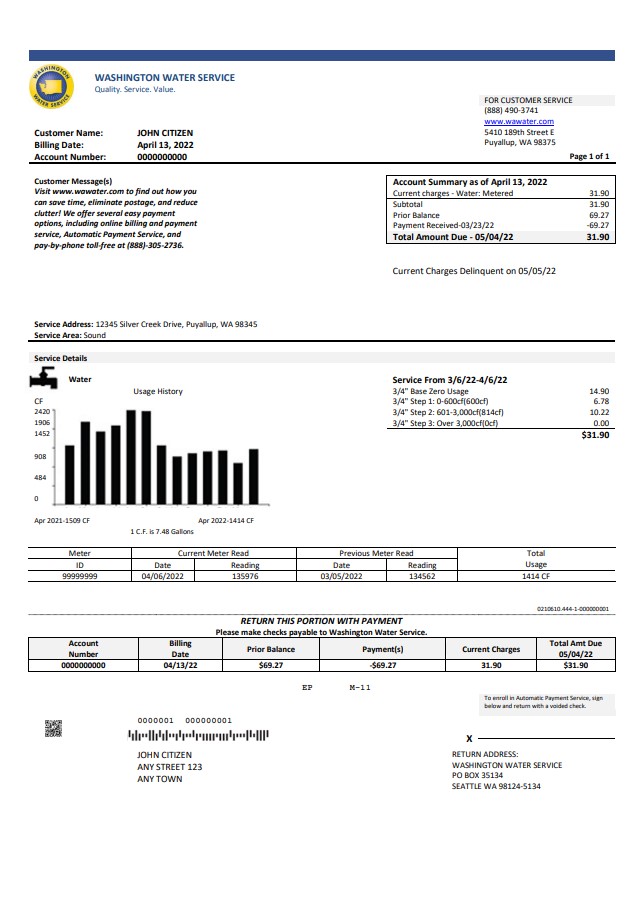 WASHINGTON
WATER SERVICE
WASHINGTON WATER SERVICE
Quality. Service. Value.
FOR CUSTOMER SERVICE
(888) 490-3741
www.wawater.com
5410 189th Street E
Puyallup, WA 98375
Customer Name: JOHN CITIZEN
Billing Date: April 13, 2022
Account Number: 0000000000
Page 1 of 1
Customer Message(s)
Visit www.wawater.com to find out how you
can save time, eliminate postage, and reduce
clutter! We offer several easy payment
options, including online billing and payment
service, Automatic Payment Service, and
pay-by-phone toll-free at (888)-305-2736.
Account Summary as of April 13, 2022
Current charges - Water: Metered 31.90
Subtotal 31.90
Prior Balance 69.27
Payment Received-03/23/22 -69.27
Total Amount Due - 05/04/22 31.90
Current Charges Delinquent on 05/05/22
Service Address: 12345 Silver Creek Drive, Puyallup, WA 98345
Service Area: Sound
Service Details
Water
Usage History
CF
2420
1906
1452
908
484
0
Apr 2021-1509 CF Apr 2022-1414 CF
1 C.F. is 7.48 Gallons
Service From 3/6/22-4/6/22
3/4" Base Zero Usage 14.90
3/4" Step 1: 0-600cf(600cf) 6.78
3/4" Step 2: 601-3,000cf(814cf) 10.22
3/4" Step 3: Over 3,000cf(0cf) 0.00
$31.90
Meter Current Meter Read Previous Meter Read Total
ID Date Reading Date Reading Usage
99999999 04/06/2022 135976 03/05/2022 134562 1414 CF
0210610.444-1-000000001
RETURN THIS PORTION WITH PAYMENT
Please make checks payable to Washington Water Service.
Account Billing Prior Balance Payment(s) Current Charges Total Amt Due
Number Date 05/04/22
0000000000 04/13/22 $69.27 -$69.27 31.90 $31.90
EP M-11
To enroll in Automatic Payment Service, sign
below and return with a voided check.
0000001 000000001
X
JOHN CITIZEN
ANY STREET 123
ANY TOWN
RETURN ADDRESS:
WASHINGTON WATER SERVICE
PO BOX 35134
SEATTLE WA 98124-5134